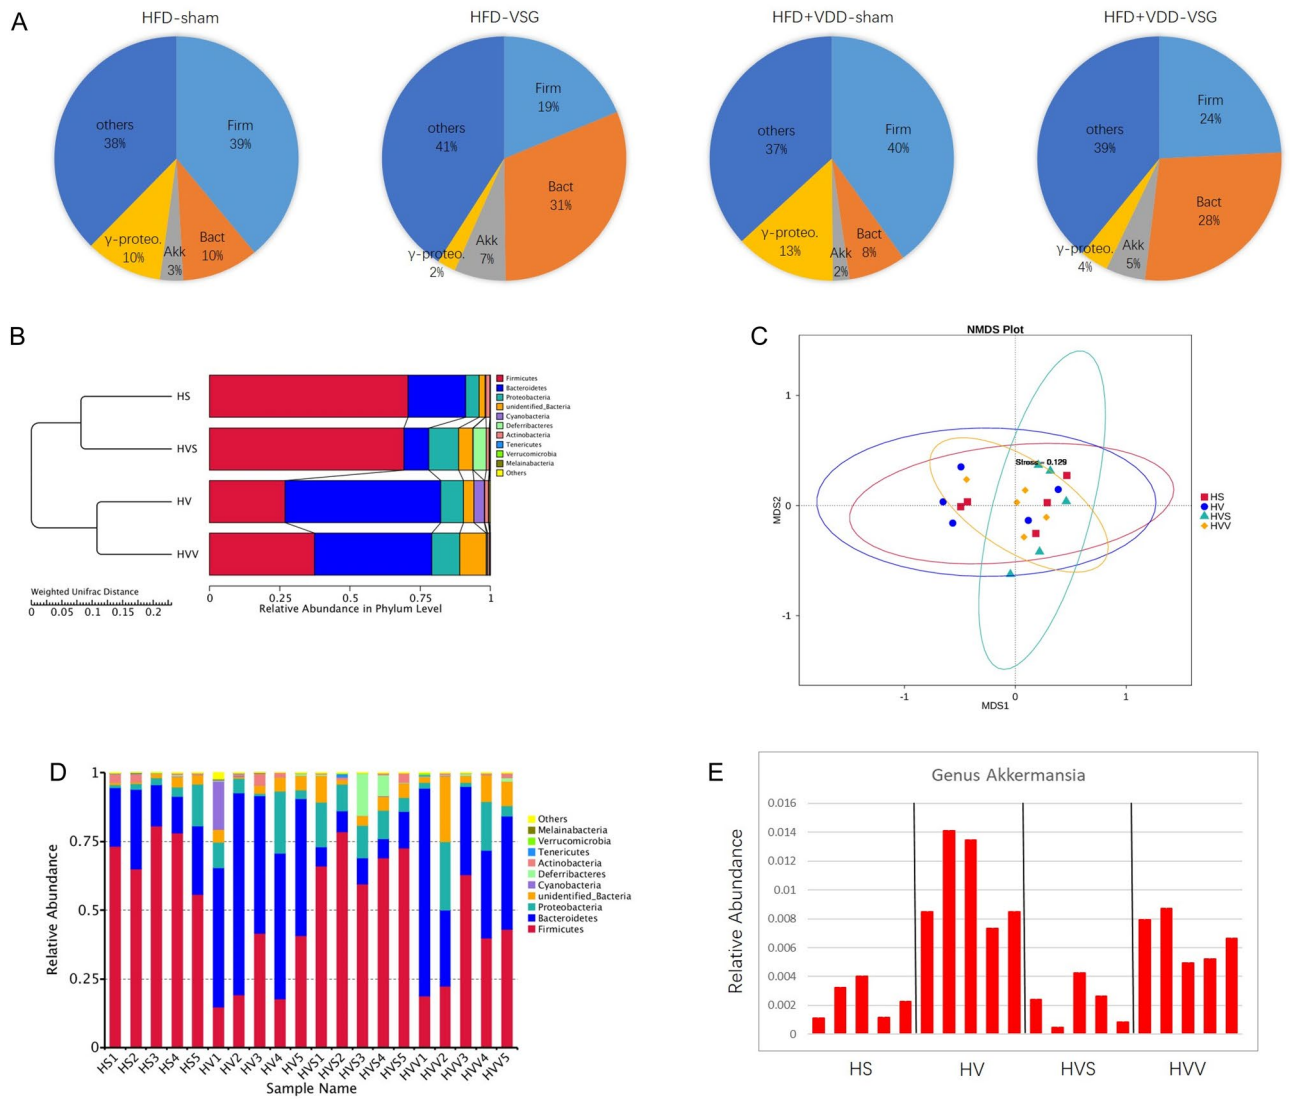 A
HFD-sham
HFD-VSG
HFD+VDD-sham
HFD+VDD-VSG
others
38%
Firm
39%
γ-proteo.
10%
Akk
3%
Bact
10%
others
41%
Firm
19%
Bact
31%
γ-proteo.
2%
Akk
7%
others
37%
Firm
40%
γ-proteo.
13%
Akk
2%
Bact
8%
others
39%
Firm
24%
Bact
28%
γ-proteo.
4%
Akk
5%
B
HS
HVS
HV
HVV
Firmicutes
Bacteroidetes
Proteobacteria
unidentified_Bacteria
Cyanobacteria
Deferribacteres
Actinobacteria
Tenericutes
Verrucomicrobia
Melainabacteria
Others
Weighted Unifrac Distance
0 0.05 0.1 0.15 0.2
0 0.25 0.5 0.75 1
Relative Abundance in Phylum Level
C
NMDS Plot
1
0
-1
MDS2
Stress = 0.129
-1 0 1
MDS1
HS
HV
HVS
HVV
D
1
0.75
0.5
0.25
0
Relative Abundance
HS1 HS2 HS3 HS4 HS5 HV1 HV2 HV3 HV4 HV5 HVS1 HVS2 HVS3 HVS4 HVS5 HVV1 HVV2 HVV3 HVV4 HVV5
Sample Name
Others
Melainabacteria
Verrucomicrobia
Tenericutes
Actinobacteria
Deferribacteres
Cyanobacteria
unidentified_Bacteria
Proteobacteria
Bacteroidetes
Firmicutes
E
Genus Akkermansia
0.016
0.014
0.012
0.01
0.008
0.006
0.004
0.002
0
Relative Abundance
HS HV HVS HVV